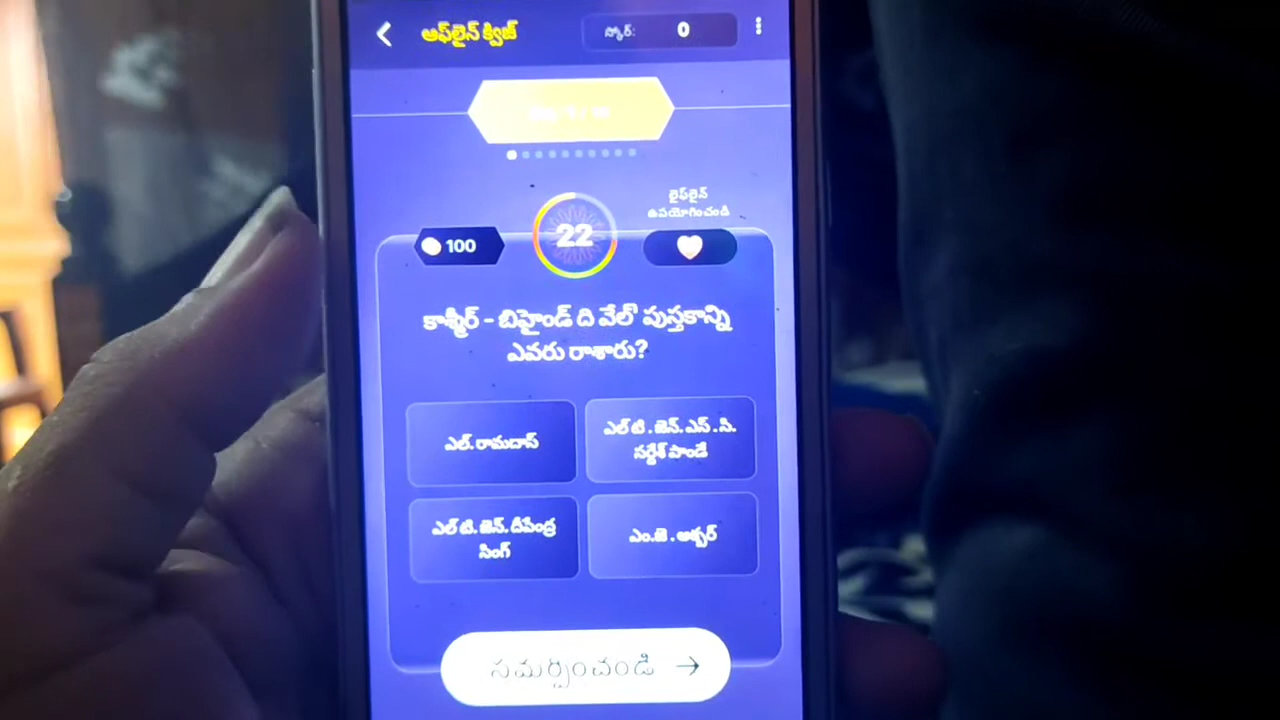 ఆఫ్‌లైన్ క్విజ్
స్కోర్: 0
లైఫ్‌లైన్
ఉపయోగించండి
100
22
కాశ్మీర్ - బిహైండ్ ది వేల్' పుస్తకాన్ని
ఎవరు రాశారు?
ఎల్. రామదాస్
ఎల్ టి . జెన్. ఎస్ . సి.
సర్దేశ్ పాండే
ఎల్ టి. జెన్. దీపేంద్ర
సింగ్
ఎం.జె . అక్బర్
సమర్పించండి →